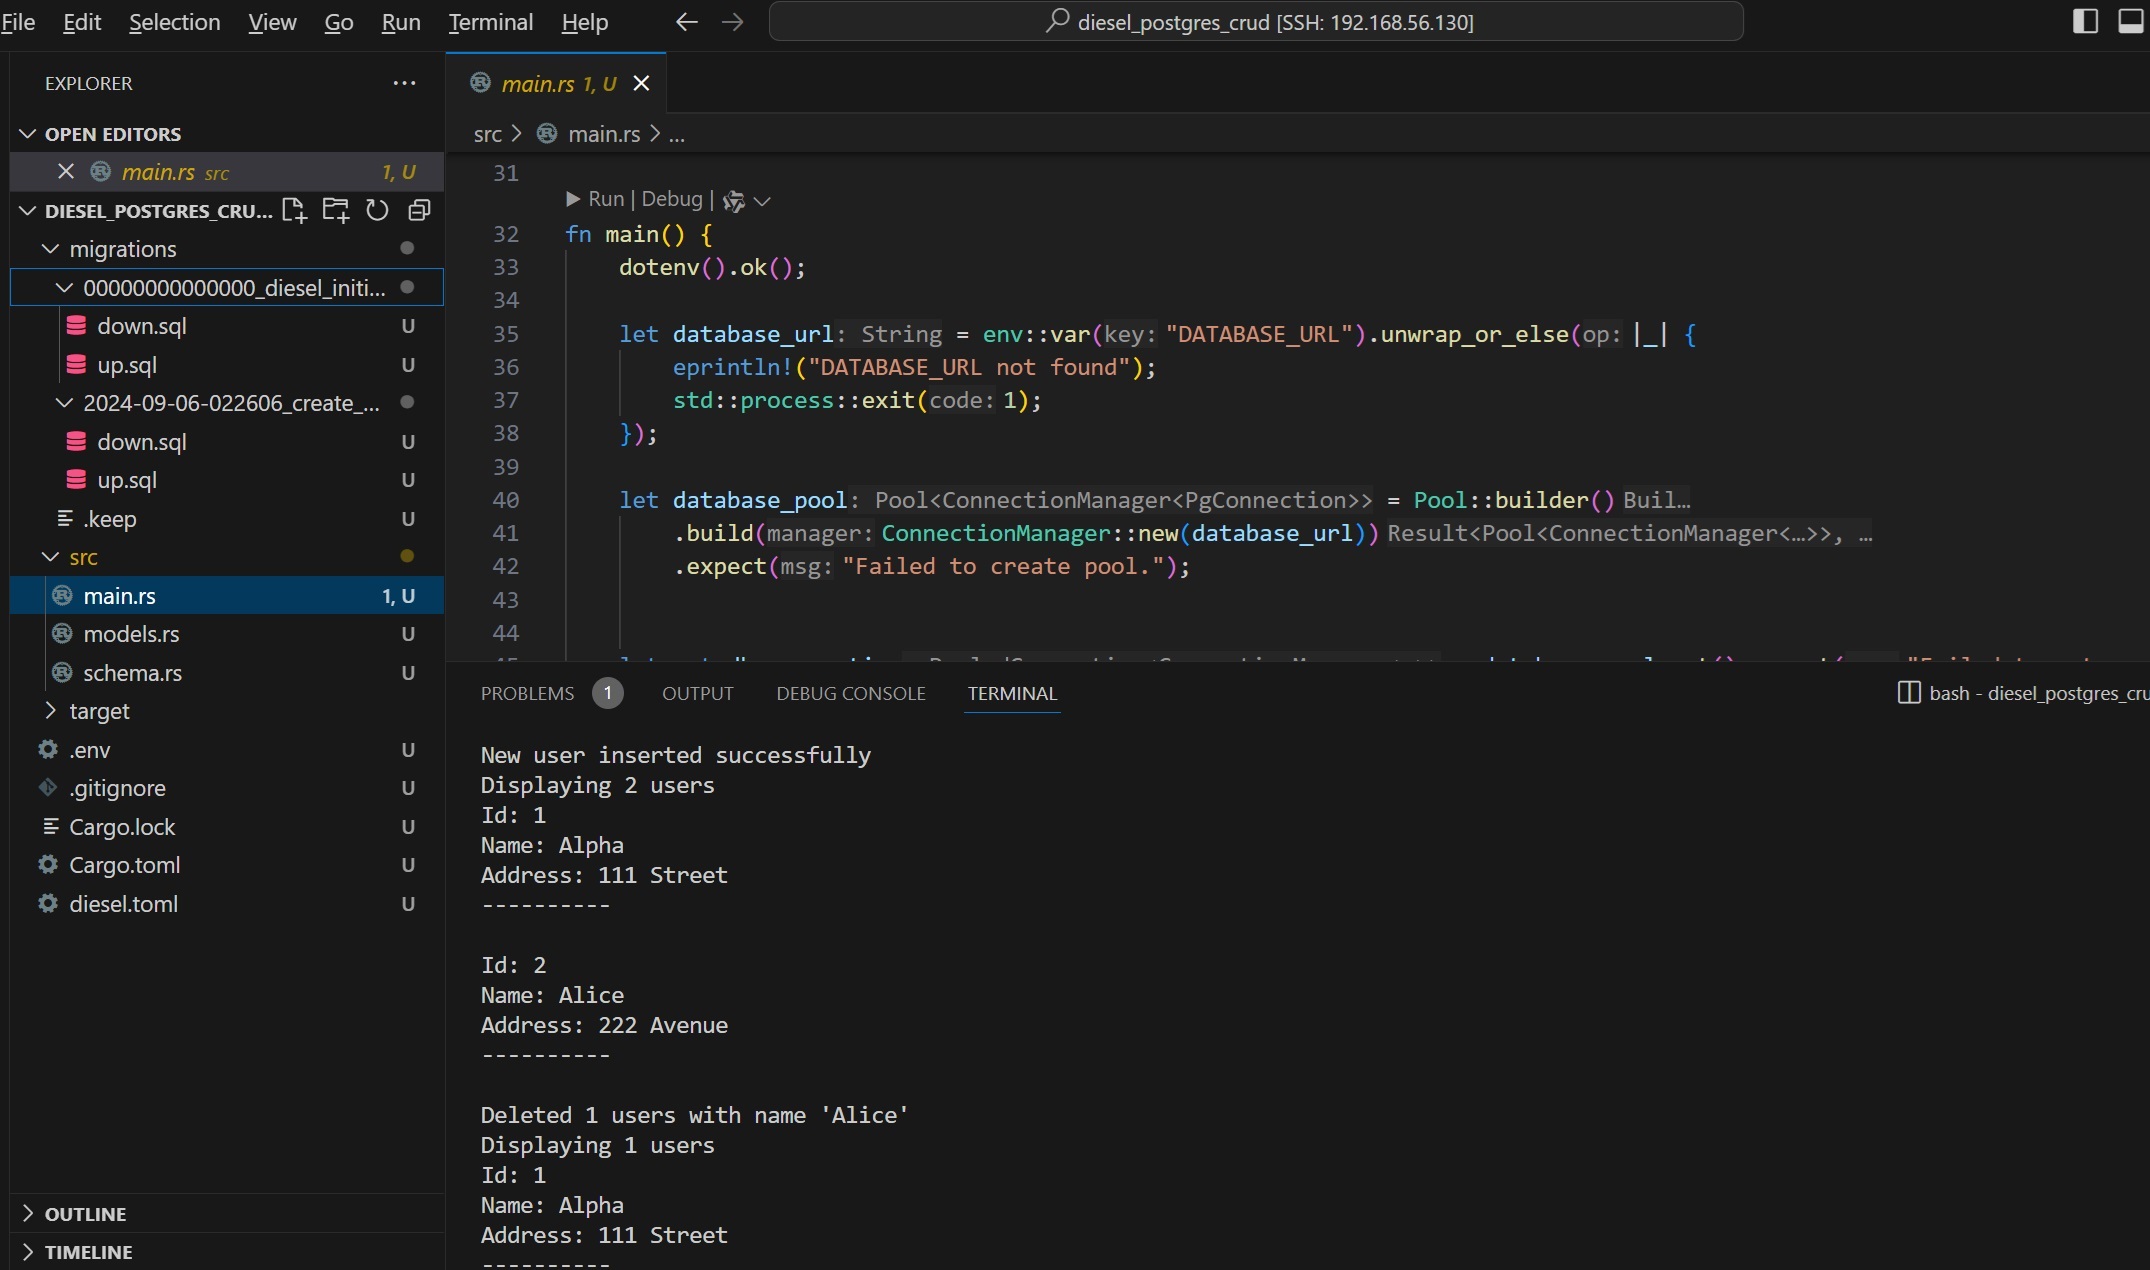 File Edit Selection View Go Run Terminal Help
diesel_postgres_crud [SSH: 192.168.56.130]
EXPLORER
OPEN EDITORS
main.rs src 1, U
DIESEL_POSTGRES_CRU...
migrations
00000000000000_diesel_initi...
down.sql U
up.sql U
2024-09-06-022606_create_...
down.sql U
up.sql U
.keep U
src
main.rs 1, U
models.rs U
schema.rs U
target
.env U
.gitignore U
Cargo.lock U
Cargo.toml U
diesel.toml U
OUTLINE
TIMELINE
main.rs 1, U
src > main.rs > ...
31
Run | Debug |
32 fn main() {
33 dotenv().ok();
34
35 let database_url: String = env::var(key: "DATABASE_URL").unwrap_or_else(op: |_| {
36 eprintln!("DATABASE_URL not found");
37 std::process::exit(code: 1);
38 });
39
40 let database_pool: Pool<ConnectionManager<PgConnection>> = Pool::builder() Buil…
41 .build(manager: ConnectionManager::new(database_url)) Result<Pool<ConnectionManager<…>>, …
42 .expect(msg: "Failed to create pool.");
43
44
PROBLEMS 1 OUTPUT DEBUG CONSOLE TERMINAL
bash - diesel_postgres_cru
New user inserted successfully
Displaying 2 users
Id: 1
Name: Alpha
Address: 111 Street
----------
Id: 2
Name: Alice
Address: 222 Avenue
----------
Deleted 1 users with name 'Alice'
Displaying 1 users
Id: 1
Name: Alpha
Address: 111 Street
----------